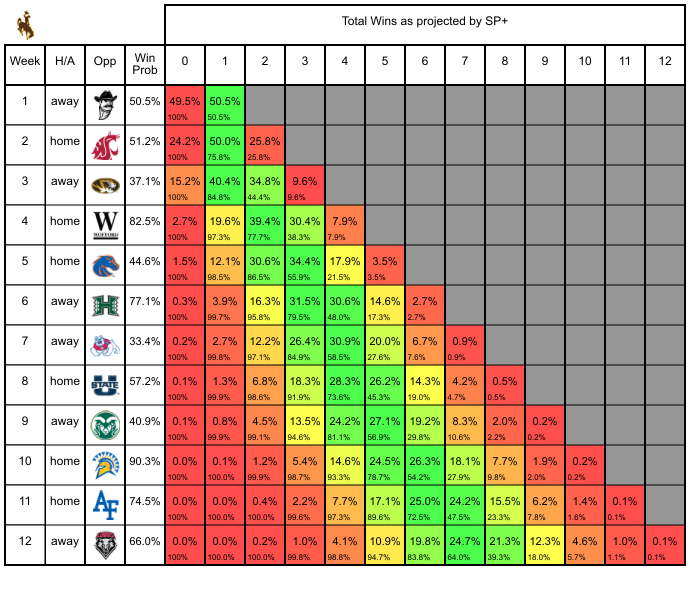 Total Wins as projected by SP+
Week H/A Opp Win Prob 0 1 2 3 4 5 6 7 8 9 10 11 12
1 away 50.5% 49.5% 50.5%
100% 50.5%
2 home 51.2% 24.2% 50.0% 25.8%
100% 75.8% 25.8%
3 away 37.1% 15.2% 40.4% 34.8% 9.6%
100% 84.8% 44.4% 9.6%
4 home W WOFFORD 82.5% 2.7% 19.6% 39.4% 30.4% 7.9%
100% 97.3% 77.7% 38.3% 7.9%
5 home 44.6% 1.5% 12.1% 30.6% 34.4% 17.9% 3.5%
100% 98.5% 86.5% 55.9% 21.5% 3.5%
6 away H 77.1% 0.3% 3.9% 16.3% 31.5% 30.6% 14.6% 2.7%
100% 99.7% 95.8% 79.5% 48.0% 17.3% 2.7%
7 away 33.4% 0.2% 2.7% 12.2% 26.4% 30.9% 20.0% 6.7% 0.9%
100% 99.8% 97.1% 84.9% 58.5% 27.6% 7.6% 0.9%
8 home U STATE 57.2% 0.1% 1.3% 6.8% 18.3% 28.3% 26.2% 14.3% 4.2% 0.5%
100% 99.9% 98.6% 91.9% 73.6% 45.3% 19.0% 4.7% 0.5%
9 away 40.9% 0.1% 0.8% 4.5% 13.5% 24.2% 27.1% 19.2% 8.3% 2.0% 0.2%
100% 99.9% 99.1% 94.6% 81.1% 56.9% 29.8% 10.6% 2.2% 0.2%
10 home 90.3% 0.0% 0.1% 1.2% 5.4% 14.6% 24.5% 26.3% 18.1% 7.7% 1.9% 0.2%
100% 100.0% 99.9% 98.7% 93.3% 78.7% 54.2% 27.9% 9.8% 2.0% 0.2%
11 home AF 74.5% 0.0% 0.0% 0.4% 2.2% 7.7% 17.1% 25.0% 24.2% 15.5% 6.2% 1.4% 0.1%
100% 100.0% 100.0% 99.6% 97.3% 89.6% 72.5% 47.5% 23.3% 7.8% 1.6% 0.1%
12 away 66.0% 0.0% 0.0% 0.2% 1.0% 4.1% 10.9% 19.8% 24.7% 21.3% 12.3% 4.6% 1.0% 0.1%
100% 100.0% 100.0% 99.8% 98.8% 94.7% 83.8% 64.0% 39.3% 18.0% 5.7% 1.1% 0.1%